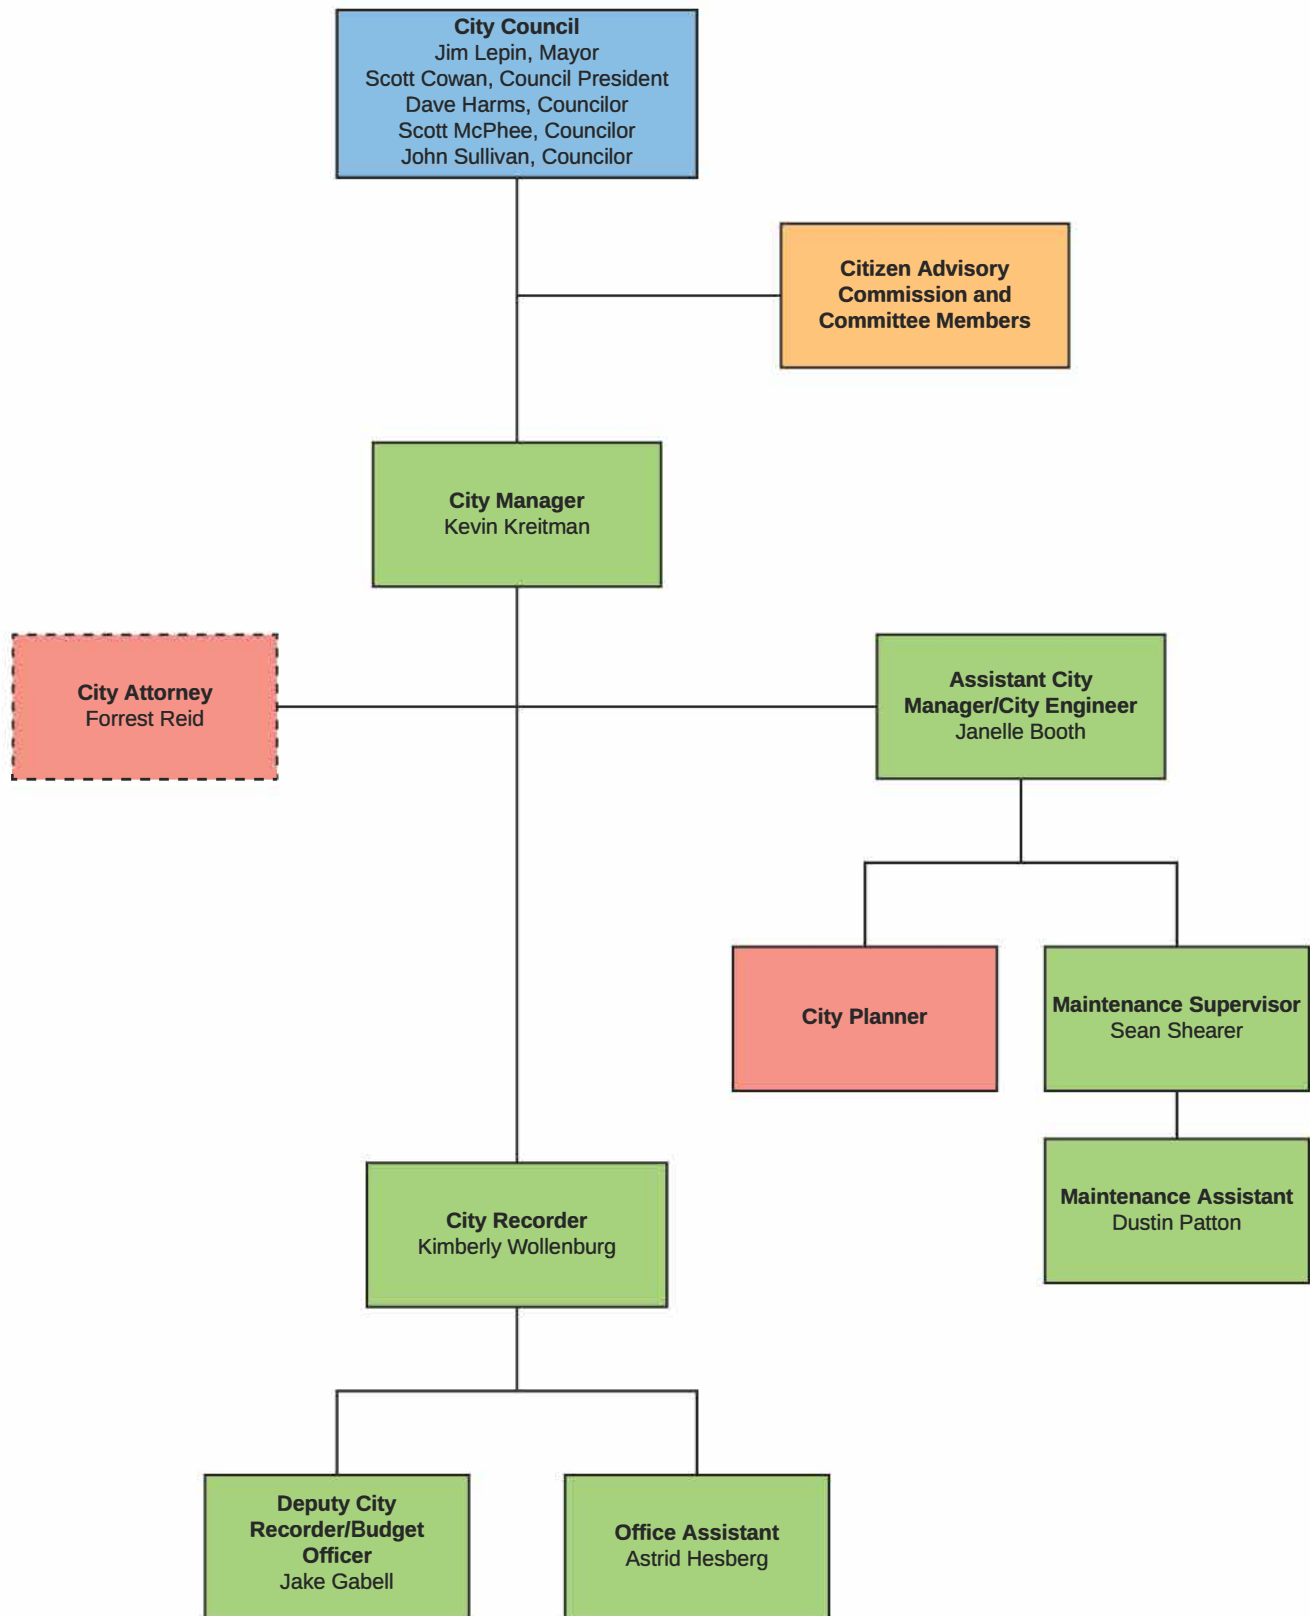 City Council
Jim Lepin, Mayor
Scott Cowan, Council President
Dave Harms, Councilor
Scott McPhee, Councilor
John Sullivan, Councilor
Citizen Advisory
Commission and
Committee Members
City Manager
Kevin Kreitman
City Attorney
Forrest Reid
Assistant City
Manager/City Engineer
Janelle Booth
City Planner
Maintenance Supervisor
Sean Shearer
Maintenance Assistant
Dustin Patton
City Recorder
Kimberly Wollenburg
Deputy City
Recorder/Budget
Officer
Jake Gabell
Office Assistant
Astrid Hesberg